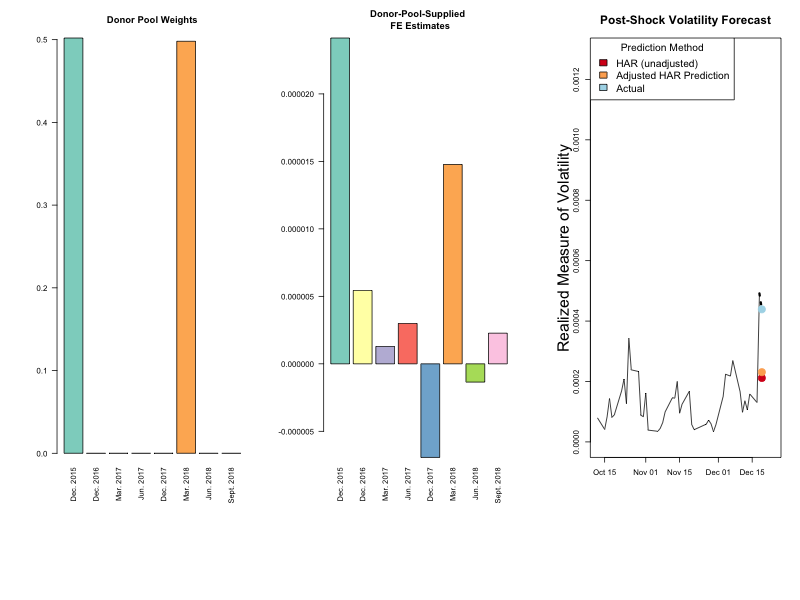 Donor Pool Weights
0.5
0.4
0.3
0.2
0.1
0.0
Dec. 2015
Dec. 2016
Mar. 2017
Jun. 2017
Dec. 2017
Mar. 2018
Jun. 2018
Sept. 2018
Donor-Pool-Supplied
FE Estimates
0.000020
0.000015
0.000010
0.000005
0.000000
-0.000005
Dec. 2015
Dec. 2016
Mar. 2017
Jun. 2017
Dec. 2017
Mar. 2018
Jun. 2018
Sept. 2018
Post-Shock Volatility Forecast
Prediction Method
HAR (unadjusted)
Adjusted HAR Prediction
Actual
Realized Measure of Volatility
0.0012
0.0010
0.0008
0.0006
0.0004
0.0002
0.0000
Oct 15
Nov 01
Nov 15
Dec 01
Dec 15